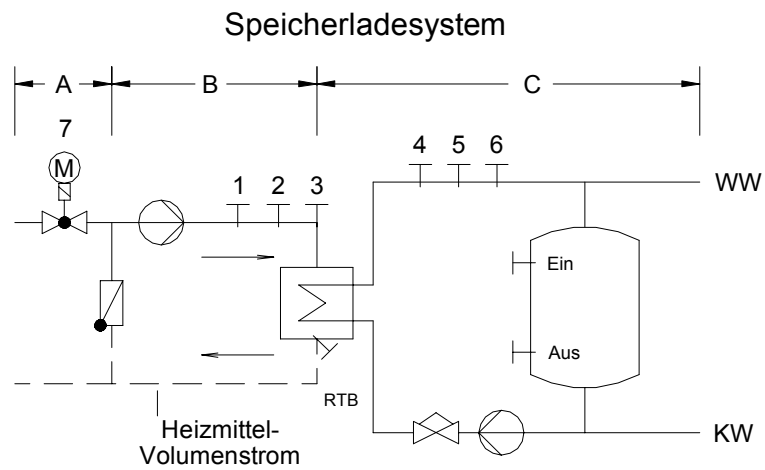 Speicherladesystem
A B C
7
M
1 2 3
4 5 6
WW
Ein
Aus
RTB
KW
Heizmittel-
Volumenstrom